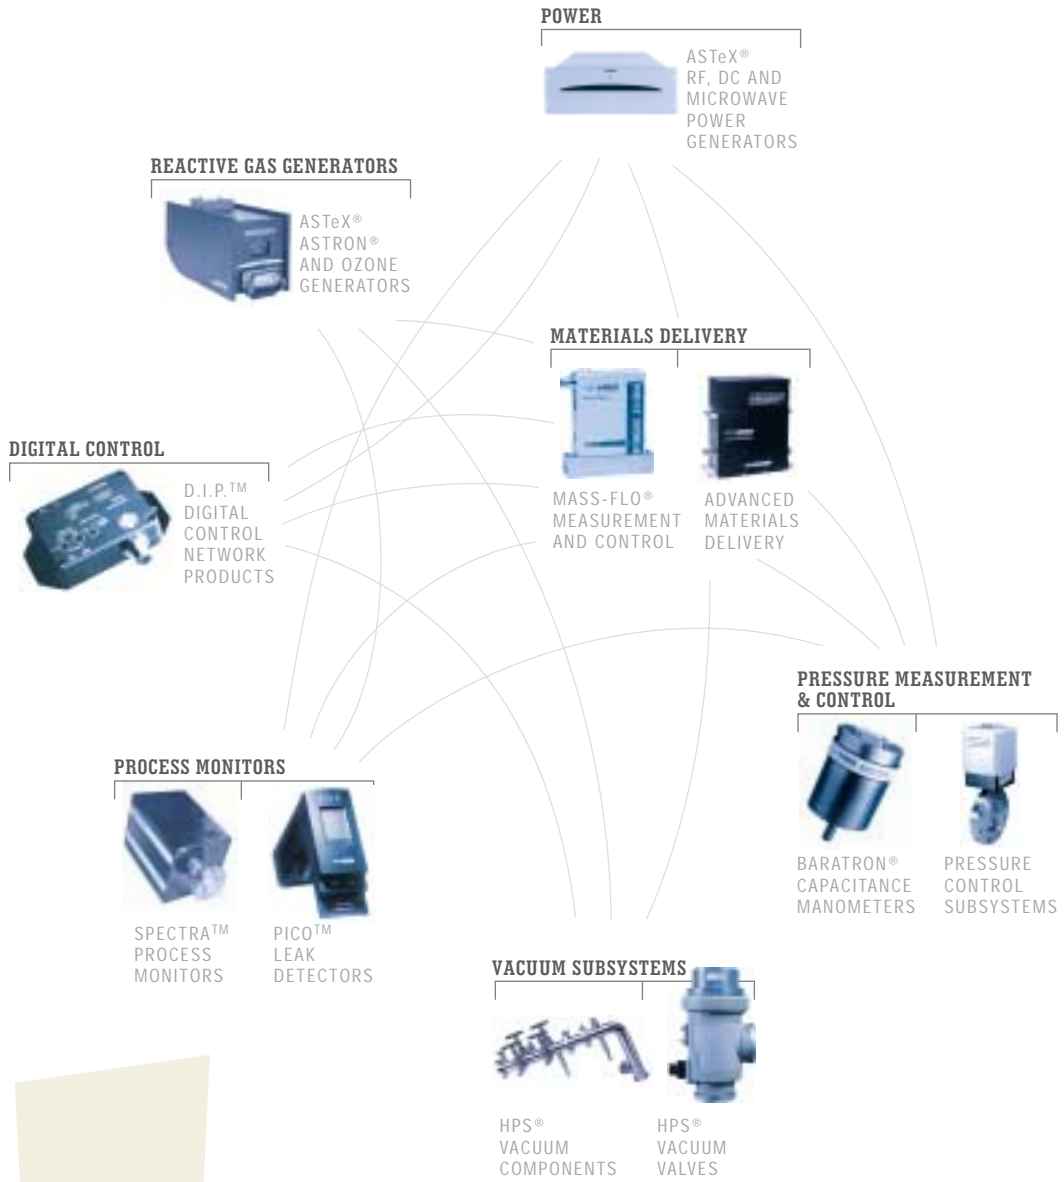 POWER
ASTeX®
RF, DC AND
MICROWAVE
POWER
GENERATORS
REACTIVE GAS GENERATORS
ASTeX®
ASTRON®
AND OZONE
GENERATORS
MATERIALS DELIVERY
MASS-FLO®
MEASUREMENT
AND CONTROL
ADVANCED
MATERIALS
DELIVERY
DIGITAL CONTROL
D.I.P.™
DIGITAL
CONTROL
NETWORK
PRODUCTS
PRESSURE MEASUREMENT
& CONTROL
BARATRON®
CAPACITANCE
MANOMETERS
PRESSURE
CONTROL
SUBSYSTEMS
PROCESS MONITORS
SPECTRA™
PROCESS
MONITORS
PICO™
LEAK
DETECTORS
VACUUM SUBSYSTEMS
HPS®
VACUUM
COMPONENTS
HPS®
VACUUM
VALVES